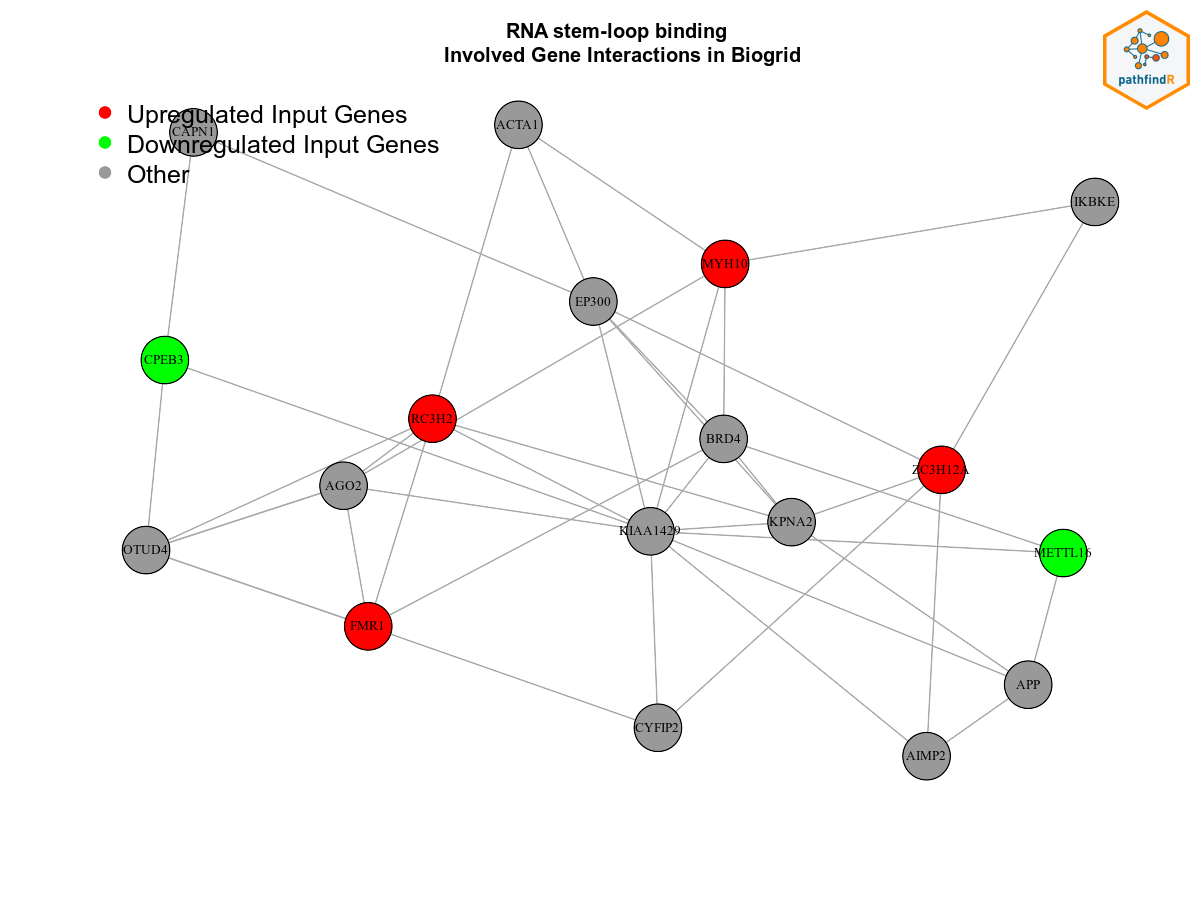 RNA stem-loop binding
Involved Gene Interactions in Biogrid
pathfindR
Upregulated Input Genes
Downregulated Input Genes
Other
CAPN1
ACTA1
IKBKE
MYH10
EP300
CPEB3
RC3H2
BRD4
ZC3H12A
AGO2
KPNA2
KIAA1429
OTUD4
METTL16
FMR1
APP
CYFIP2
AIMP2